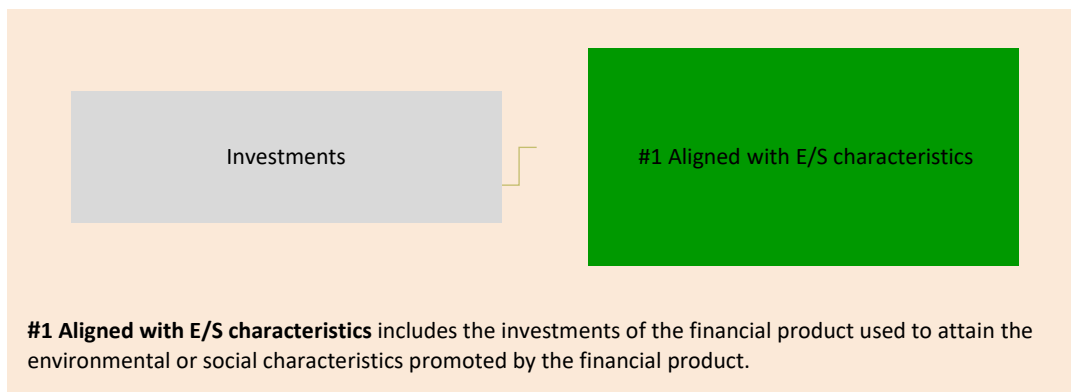 Investments
#1 Aligned with E/S characteristics
#1 Aligned with E/S characteristics includes the investments of the financial product used to attain the
environmental or social characteristics promoted by the financial product.